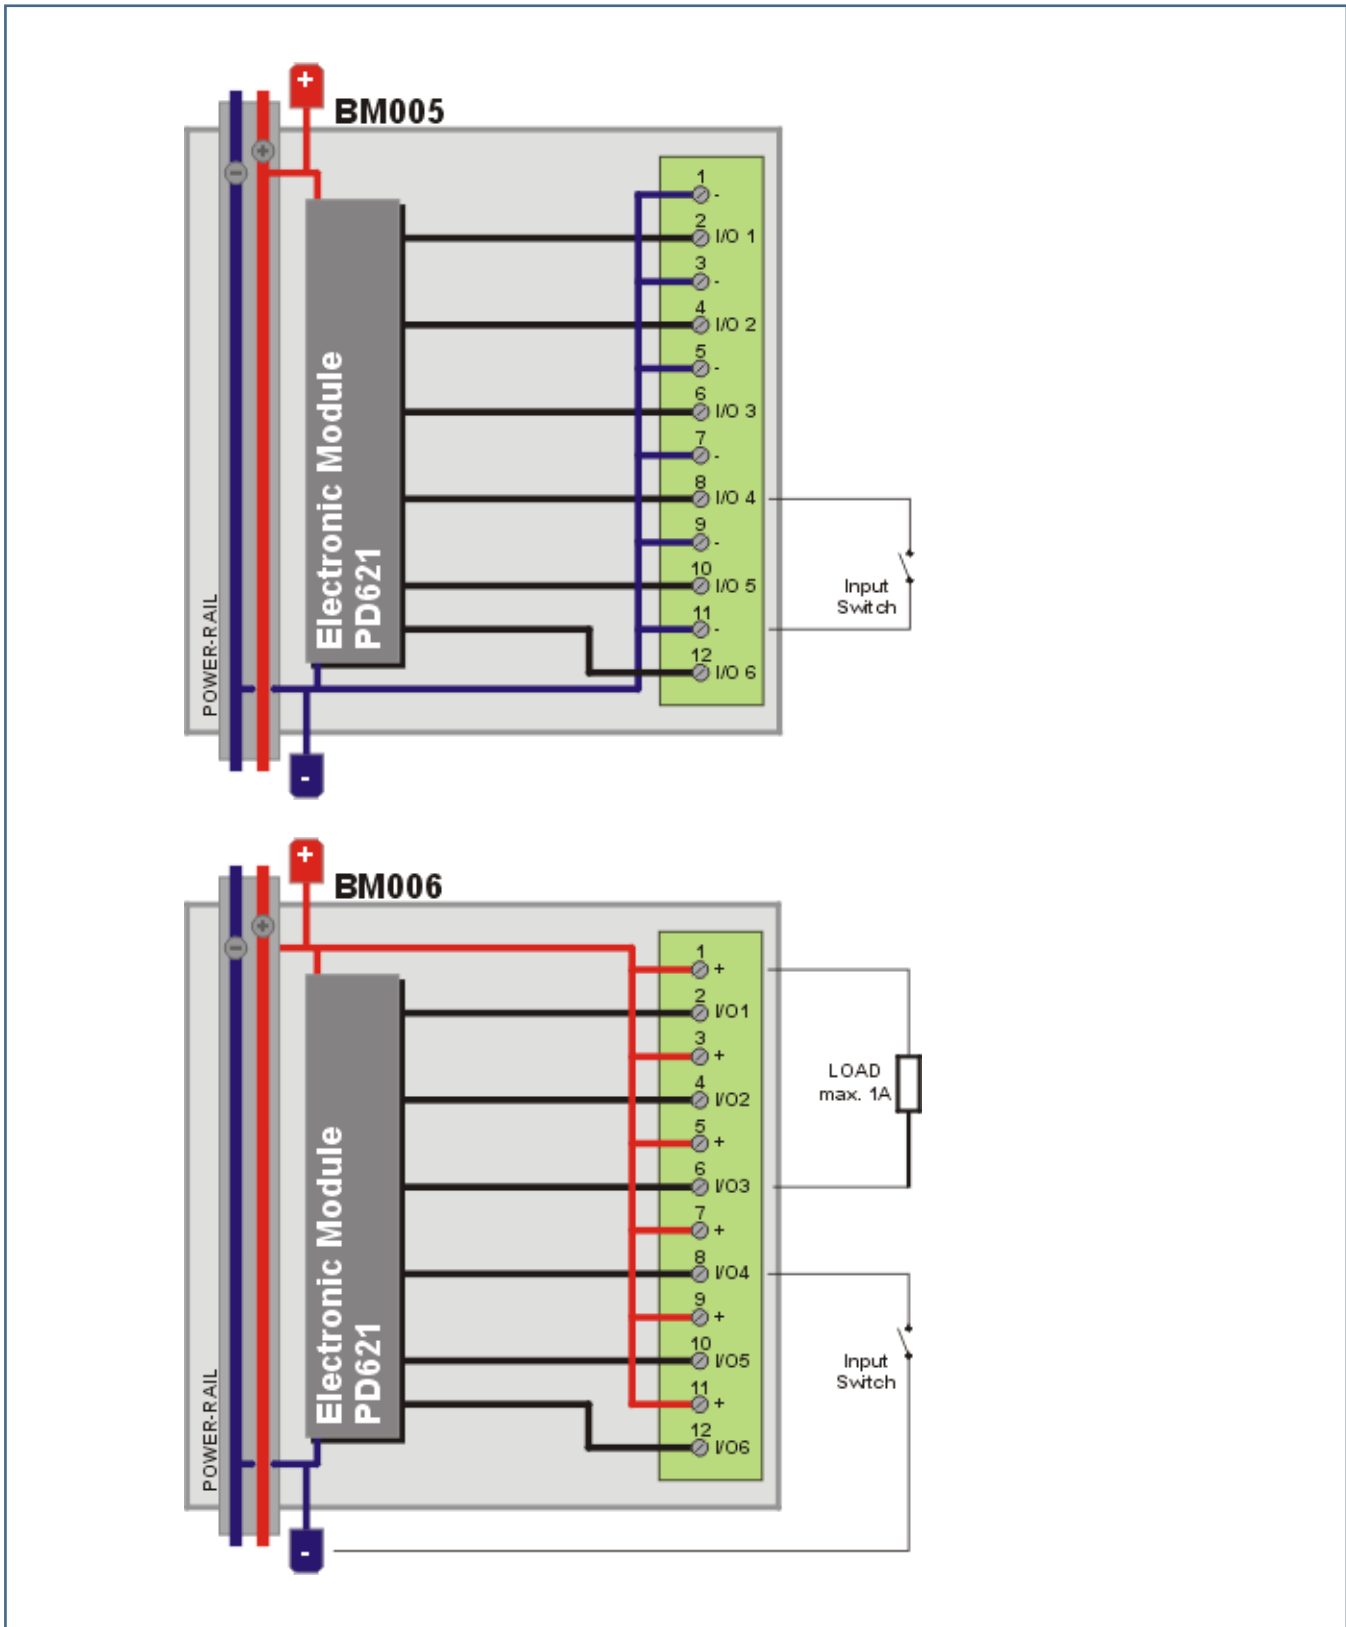 +
BM005
+
-
1
-
2
I/O 1
3
-
4
I/O 2
5
-
6
I/O 3
7
-
8
I/O 4
9
-
10
I/O 5
11
-
12
I/O 6
Electronic Module
PD621
POWER-RAIL
Input
Switch
-
+
BM006
+
-
1
+
2
I/O1
3
+
4
I/O2
5
+
6
I/O3
7
+
8
I/O4
9
+
10
I/O5
11
+
12
I/O6
LOAD
max. 1A
Electronic Module
PD621
POWER-RAIL
Input
Switch
-